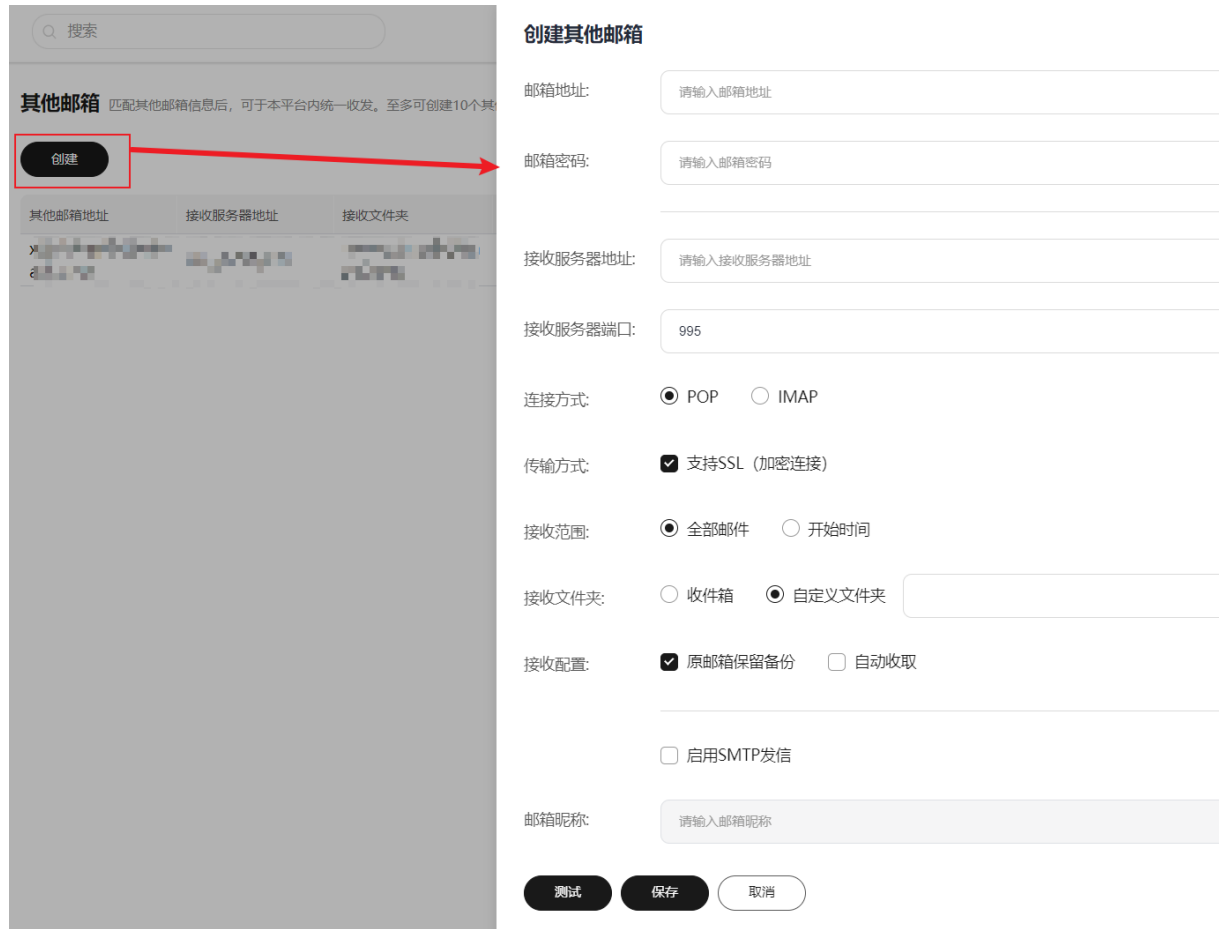 搜索
其他邮箱 匹配其他邮箱信息后，可于本平台内统一收发。至多可创建10个其
创建
其他邮箱地址 接收服务器地址 接收文件夹
创建其他邮箱
邮箱地址: 请输入邮箱地址
邮箱密码: 请输入邮箱密码
接收服务器地址: 请输入接收服务器地址
接收服务器端口: 995
连接方式: POP IMAP
传输方式: 支持SSL（加密连接）
接收范围: 全部邮件 开始时间
接收文件夹: 收件箱 自定义文件夹
接收配置: 原邮箱保留备份 自动收取
启用SMTP发信
邮箱昵称: 请输入邮箱昵称
测试 保存 取消